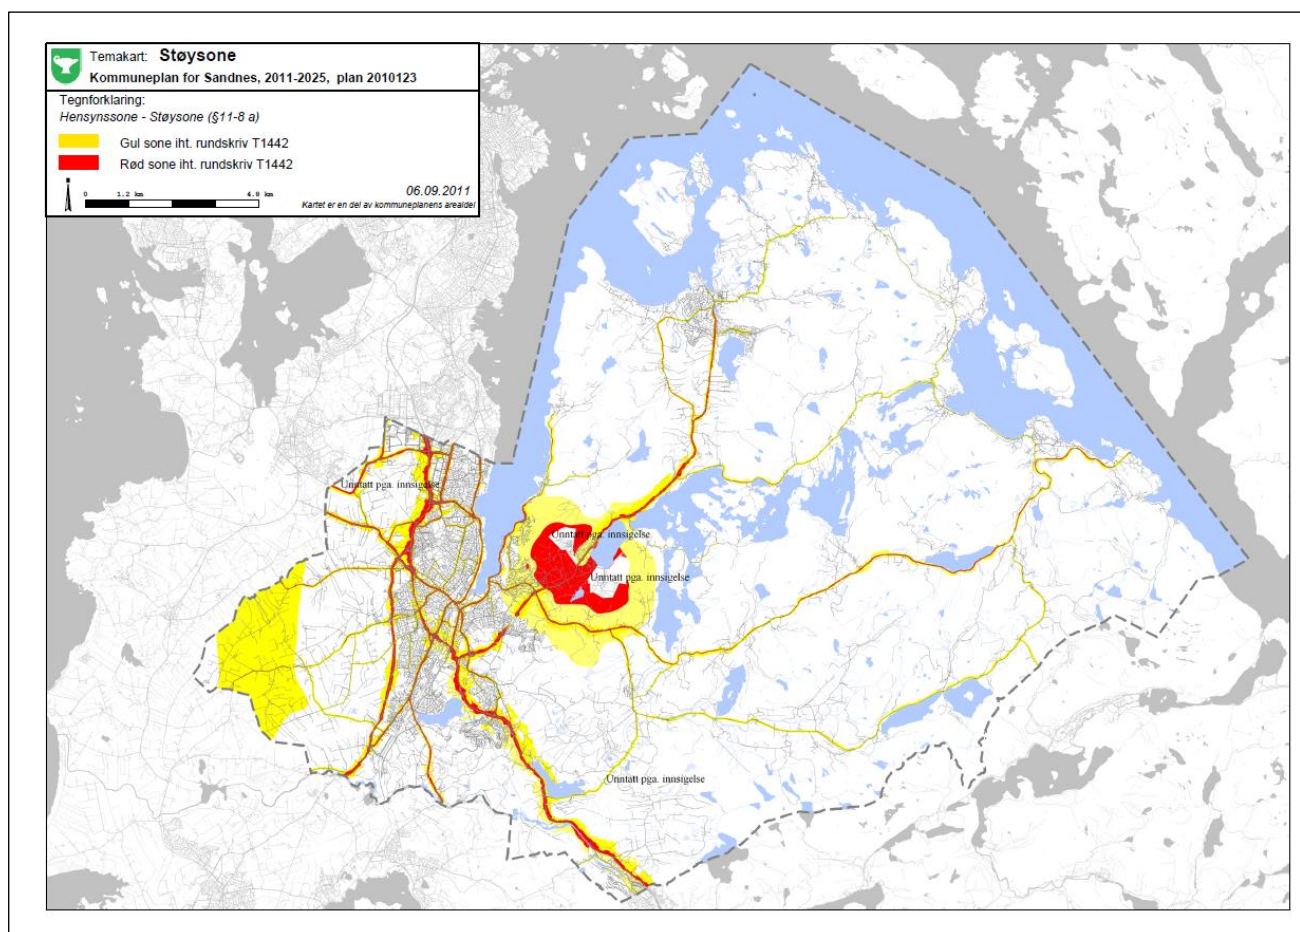 Temakart: Støysone
Kommuneplan for Sandnes, 2011-2025, plan 2010123
Tegnforklaring:
Hensynssone - Støysone (§11-8 a)
Gul sone iht. rundskriv T1442
Rød sone iht. rundskriv T1442
0 1.2 km 4.8 km
06.09.2011
Kartet er en del av kommuneplanens arealdel
Unntatt pga. innsigelse
Unntatt pga. innsigelse
Unntatt pga. innsigelse
Unntatt pga. innsigelse